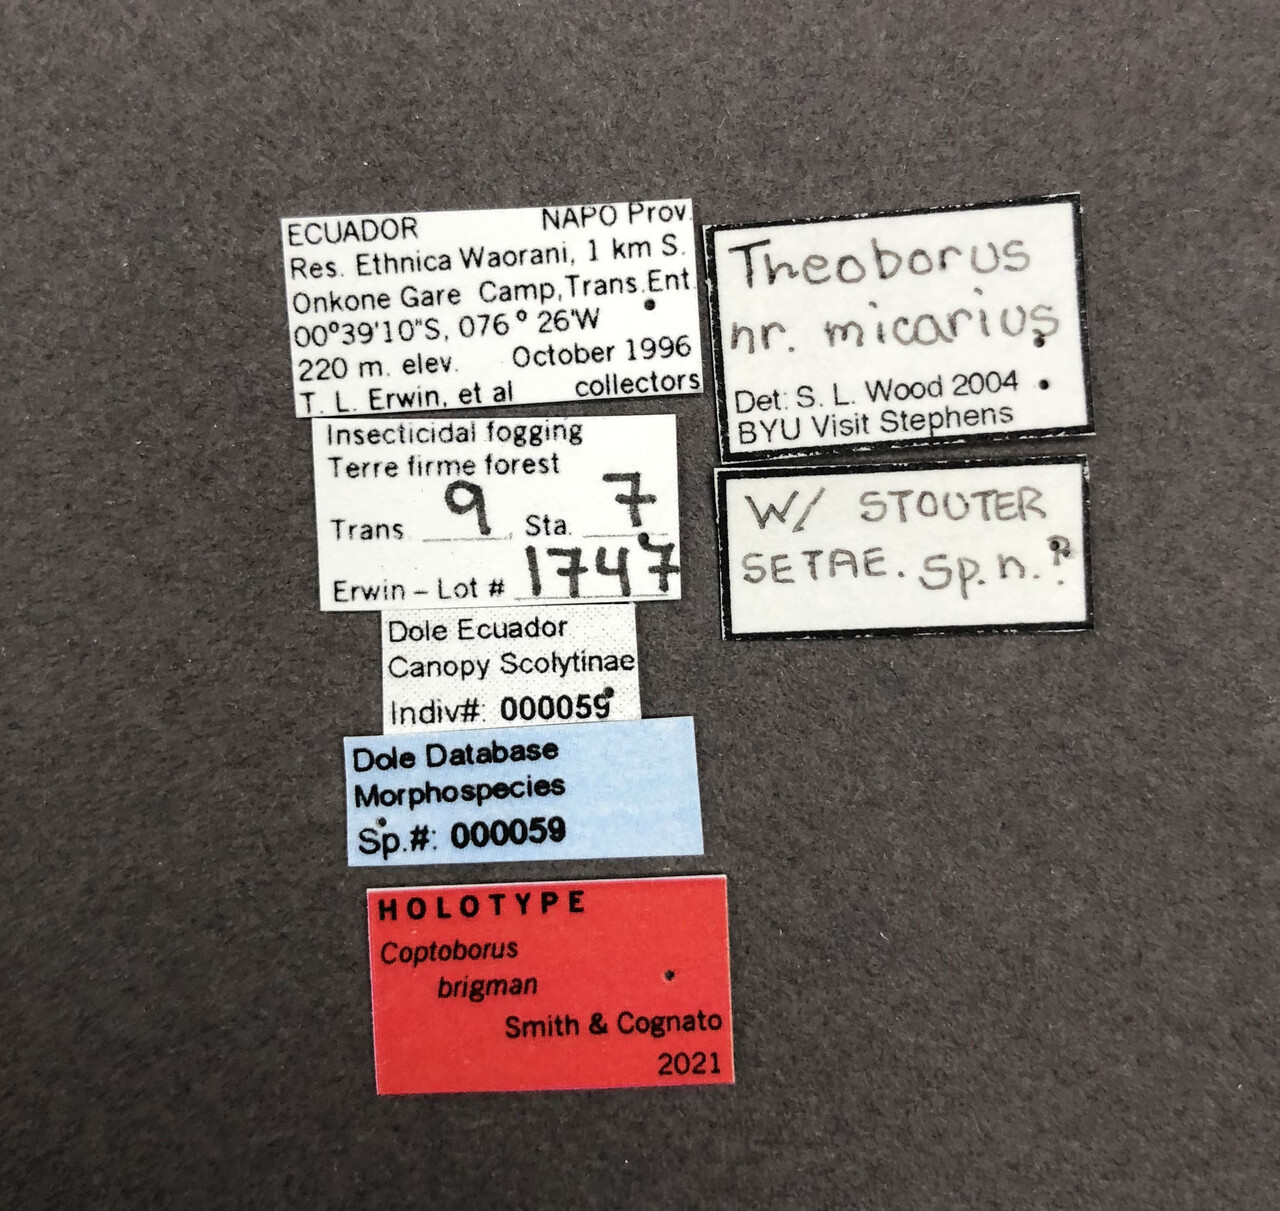 ECUADOR NAPO Prov.
Res. Ethnica Waorani, 1 km S.
Onkone Gare Camp, Trans. Ent.
00°39'10"S, 076° 26'W
220 m. elev. October 1996
T. L. Erwin, et al collectors
Insecticidal fogging
Terre firme forest
Trans 9 Sta. 7
Erwin – Lot # 1747
Dole Ecuador
Canopy Scolytinae
Indiv#: 000059
Dole Database
Morphospecies
Sp.#: 000059
HOLOTYPE
Coptoborus
brigman
Smith & Cognato
2021
Theoborus
nr. micarius
Det: S. L. Wood 2004
BYU Visit Stephens
W/ STOUTER
SETAE. Sp. n.?